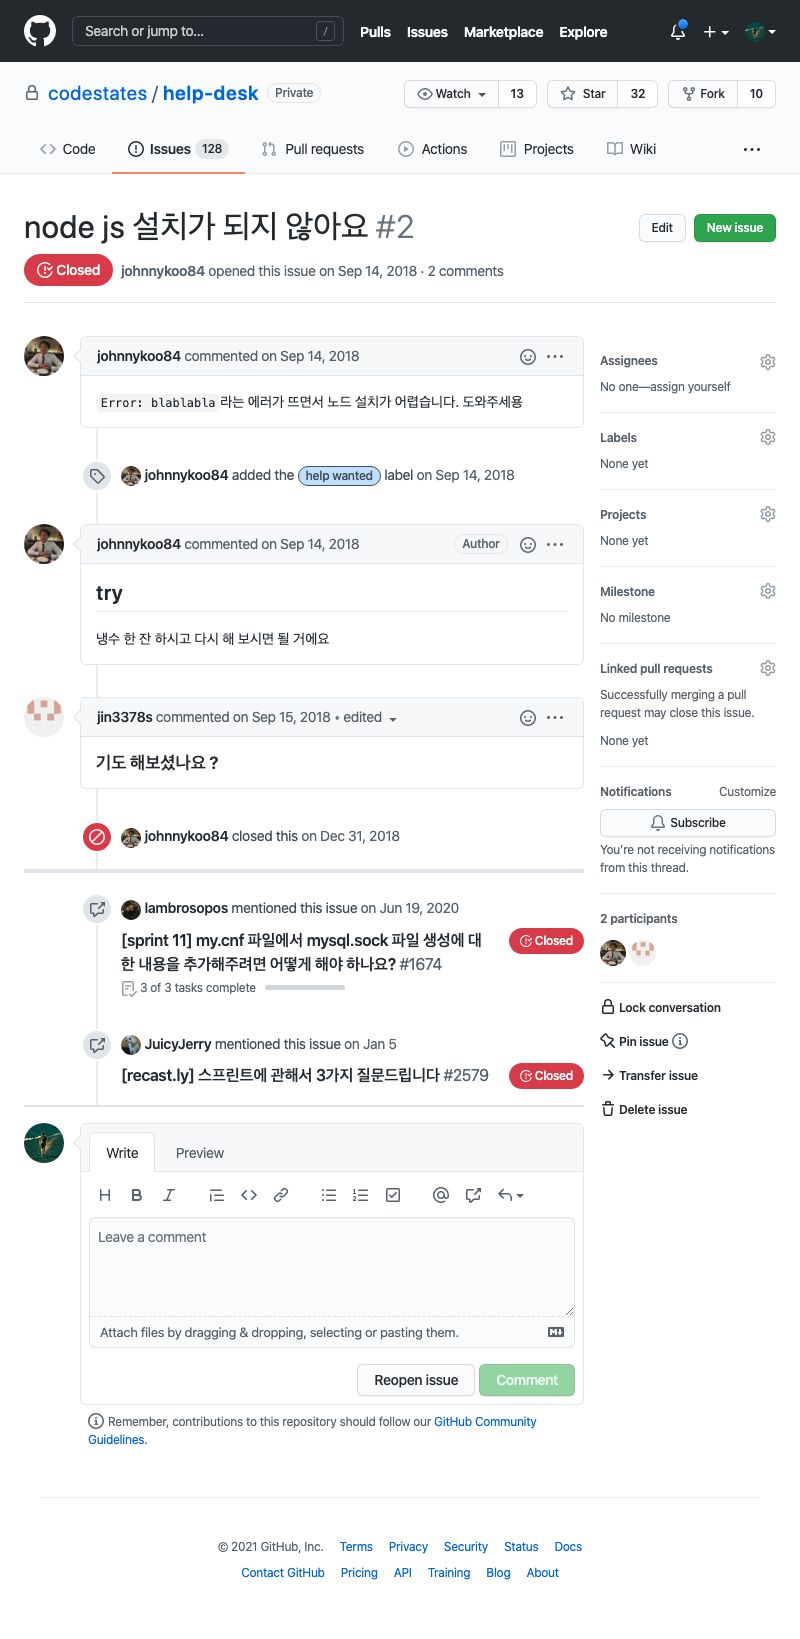 Search or jump to... /
Pulls Issues Marketplace Explore
codestates / help-desk Private
Watch 13 Star 32 Fork 10
Code Issues 128 Pull requests Actions Projects Wiki ...
node js 설치가 되지 않아요 #2
Edit New issue
Closed johnnykoo84 opened this issue on Sep 14, 2018 · 2 comments
johnnykoo84 commented on Sep 14, 2018
Error: blablabla 라는 에러가 뜨면서 노드 설치가 어렵습니다. 도와주세용
johnnykoo84 added the help wanted label on Sep 14, 2018
johnnykoo84 commented on Sep 14, 2018 Author
try
냉수 한 잔 하시고 다시 해 보시면 될 거에요
jin3378s commented on Sep 15, 2018 • edited
기도 해보셨나요 ?
johnnykoo84 closed this on Dec 31, 2018
lambrosopos mentioned this issue on Jun 19, 2020
[sprint 11] my.cnf 파일에서 mysql.sock 파일 생성에 대
한 내용을 추가해주려면 어떻게 해야 하나요? #1674
Closed
3 of 3 tasks complete
JuicyJerry mentioned this issue on Jan 5
[recast.ly] 스프린트에 관해서 3가지 질문드립니다 #2579
Closed
Assignees
No one—assign yourself
Labels
None yet
Projects
None yet
Milestone
No milestone
Linked pull requests
Successfully merging a pull
request may close this issue.
None yet
Notifications Customize
Subscribe
You're not receiving notifications
from this thread.
2 participants
Lock conversation
Pin issue
Transfer issue
Delete issue
Write Preview
H B I
Leave a comment
Attach files by dragging & dropping, selecting or pasting them.
Reopen issue Comment
Remember, contributions to this repository should follow our GitHub Community
Guidelines.
© 2021 GitHub, Inc. Terms Privacy Security Status Docs
Contact GitHub Pricing API Training Blog About